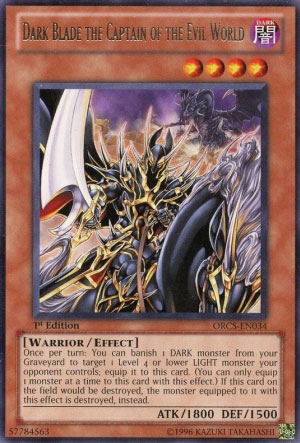 DARK BLADE THE CAPTAIN OF THE EVIL WORLD
DARK
闇
1st Edition
ORCS-EN034
[WARRIOR / EFFECT]
Once per turn: You can banish 1 DARK monster from your
Graveyard to target 1 Level 4 or lower LIGHT monster your
opponent controls; equip it to this card. (You can only equip
1 monster at a time to this card with this effect.) If this card on
the field would be destroyed, the monster equipped to it with
this effect is destroyed, instead.
ATK/1800 DEF/1500
57784563 ©1996 KAZUKI TAKAHASHI